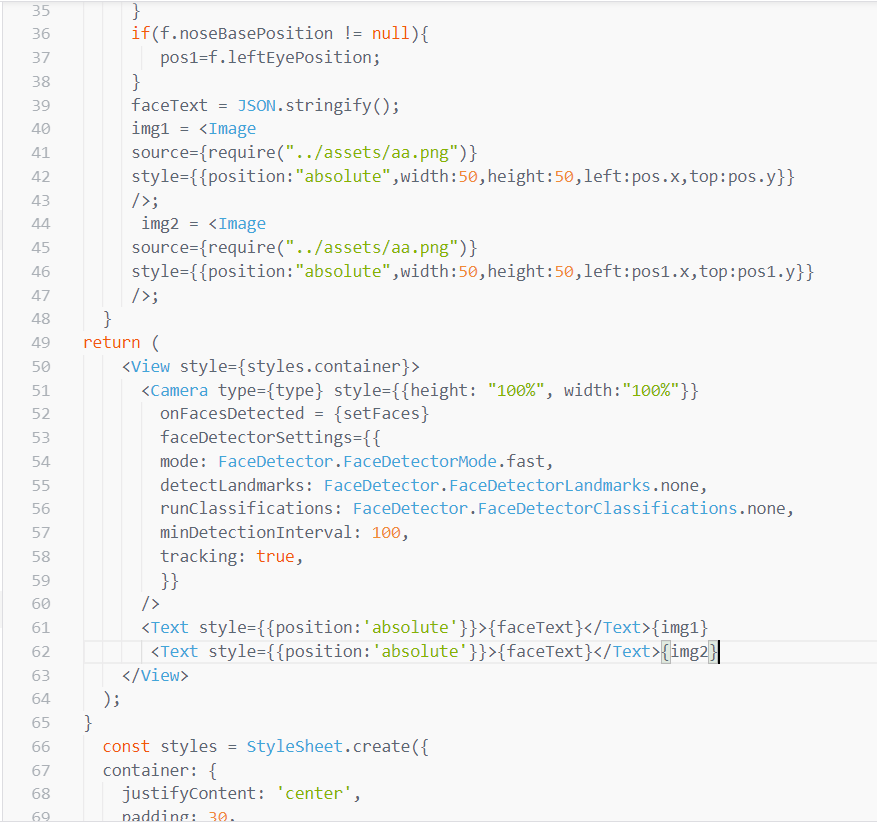 35 }
36 if(f.noseBasePosition != null){
37 pos1=f.leftEyePosition;
38 }
39 faceText = JSON.stringify();
40 img1 = <Image
41 source={require("../assets/aa.png")}
42 style={{position:"absolute",width:50,height:50,left:pos.x,top:pos.y}}
43 />;
44 img2 = <Image
45 source={require("../assets/aa.png")}
46 style={{position:"absolute",width:50,height:50,left:pos1.x,top:pos1.y}}
47 />;
48 }
49 return (
50 <View style={styles.container}>
51 <Camera type={type} style={{height: "100%", width:"100%"}}
52 onFacesDetected = {setFaces}
53 faceDetectorSettings={{
54 mode: FaceDetector.FaceDetectorMode.fast,
55 detectLandmarks: FaceDetector.FaceDetectorLandmarks.none,
56 runClassifications: FaceDetector.FaceDetectorClassifications.none,
57 minDetectionInterval: 100,
58 tracking: true,
59 }}
60 />
61 <Text style={{position:'absolute'}}>{faceText}</Text>{img1}
62 <Text style={{position:'absolute'}}>{faceText}</Text>{img2}
63 </View>
64 );
65 }
66 const styles = StyleSheet.create({
67 container: {
68 justifyContent: 'center',
69 padding: 30,